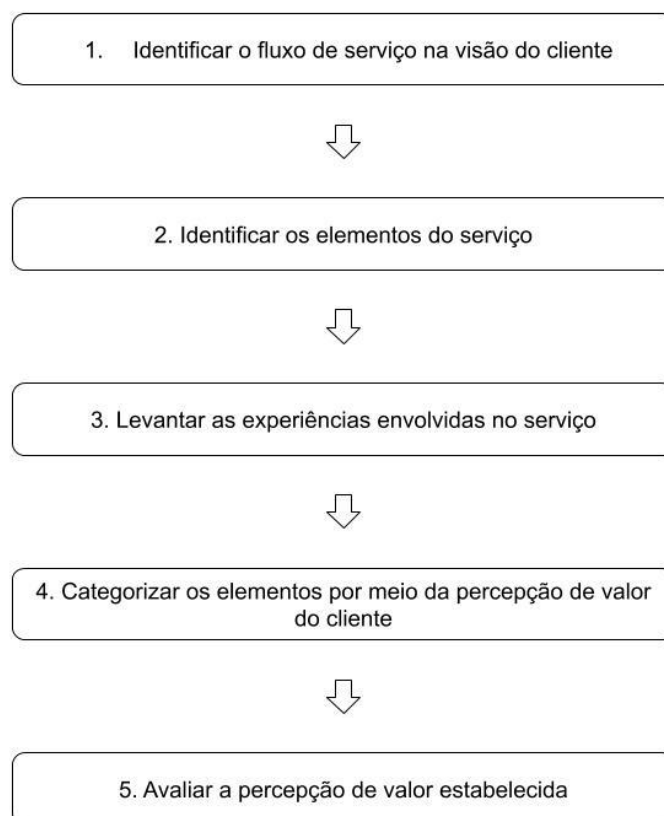 1. Identificar o fluxo de serviço na visão do cliente
2. Identificar os elementos do serviço
3. Levantar as experiências envolvidas no serviço
4. Categorizar os elementos por meio da percepção de valor
do cliente
5. Avaliar a percepção de valor estabelecida